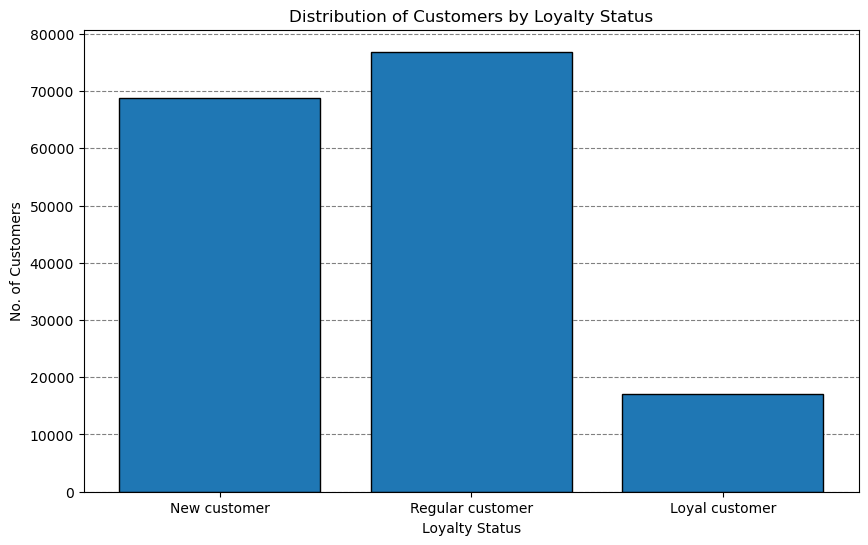 Distribution of Customers by Loyalty Status
80000
70000
60000
50000
40000
30000
20000
10000
0
No. of Customers
New customer
Regular customer
Loyal customer
Loyalty Status